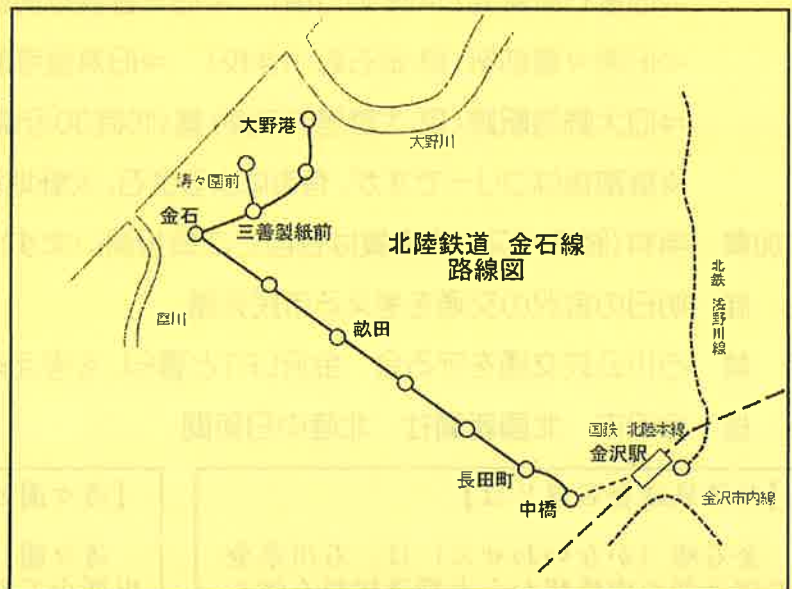 大野港
大野川
涛々園前
金石
三善製紙前
北陸鉄道 金石線
路線図
犀川
畝田
北鉄 浅野川線
国鉄 北陸本線
金沢駅
長田町
中橋
金沢市内線